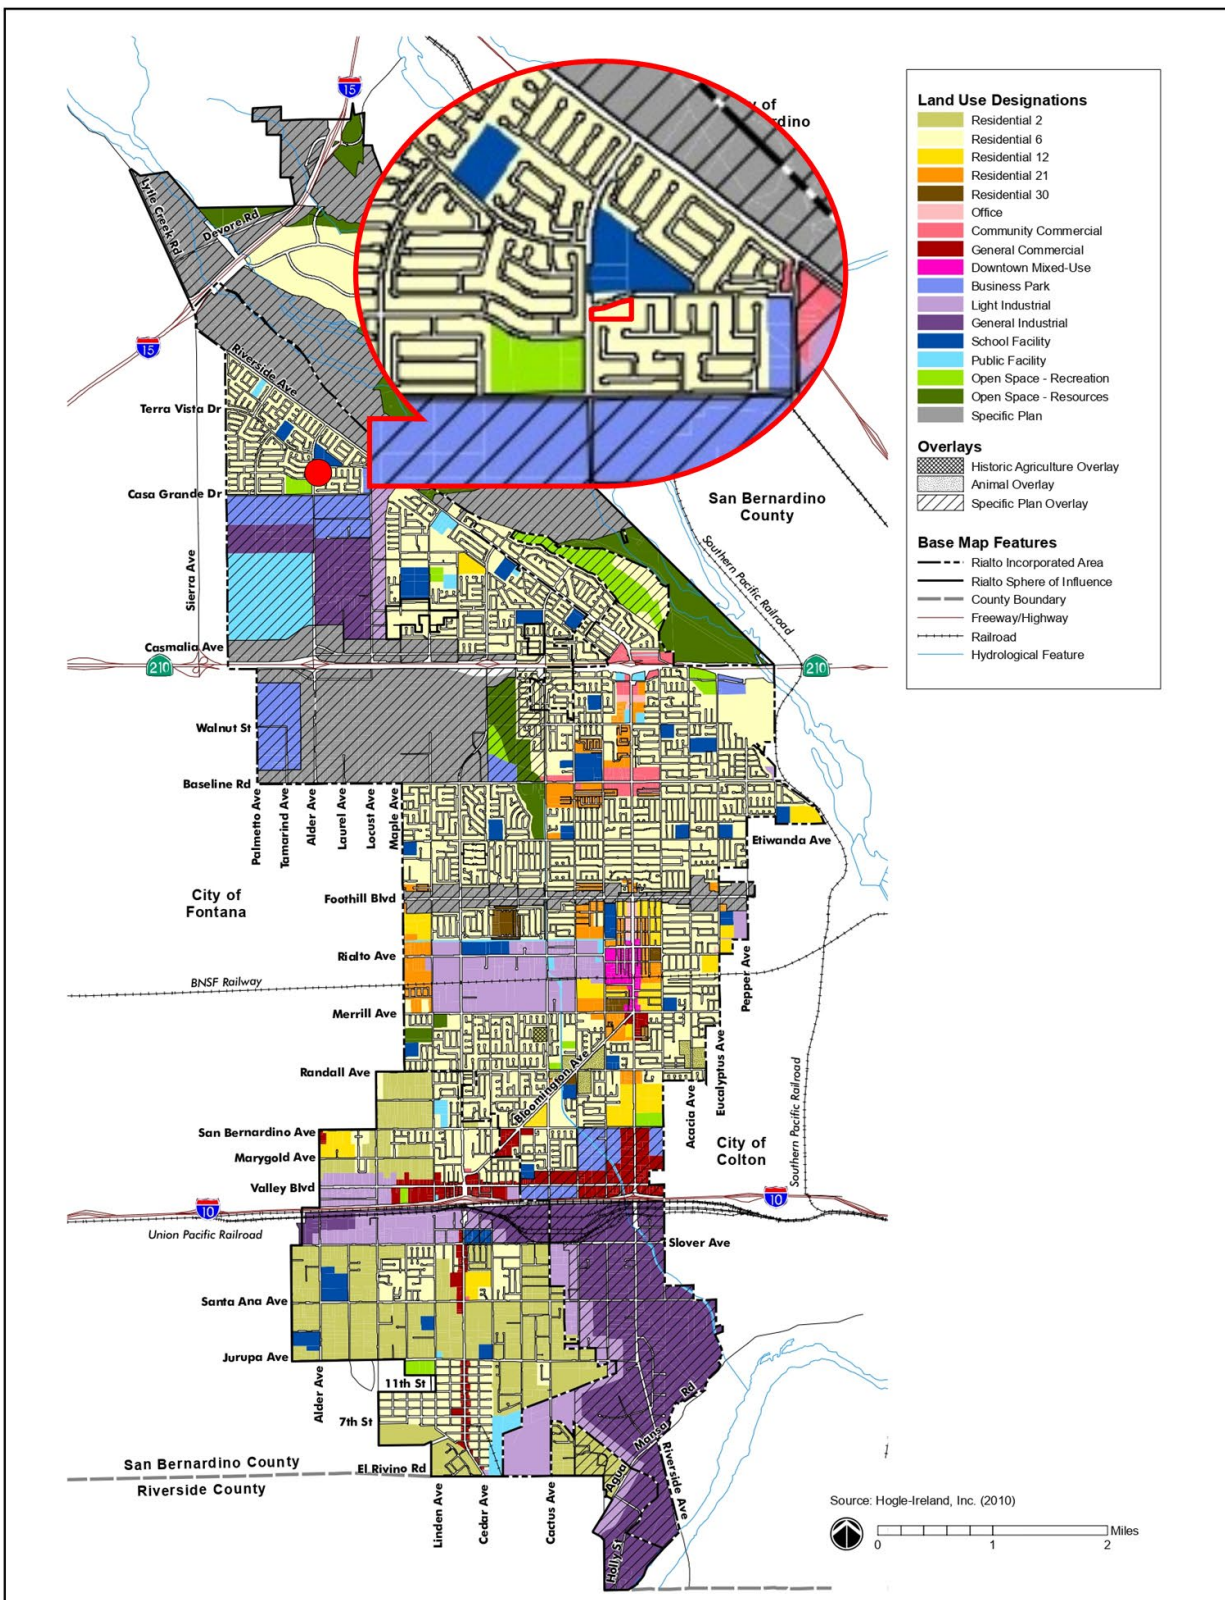 15
y of
rdino
Lytle Creek Rd
Devore Rd
15
Riverside Ave
Terra Vista Dr
Casa Grande Dr
San Bernardino
County
Southern Pacific Railroad
Sierra Ave
Casmalia Ave
210
210
Walnut St
Baseline Rd
Palmetto Ave
Tamarind Ave
Alder Ave
Laurel Ave
Locust Ave
Maple Ave
Etiwanda Ave
City of
Fontana
Foothill Blvd
Rialto Ave
BNSF Railway
Pepper Ave
Merrill Ave
Eucalyptus Ave
Randall Ave
Bloomington Ave
Acacia Ave
Southern Pacific Railroad
San Bernardino Ave
City of
Colton
Marygold Ave
Valley Blvd
10
10
Union Pacific Railroad
Slover Ave
Santa Ana Ave
Jurupa Ave
Alder Ave
11th St
7th St
Agua Mansa Rd
Riverside Ave
San Bernardino County
Riverside County
El Rivino Rd
Linden Ave
Cedar Ave
Cactus Ave
Holly St
Land Use Designations
Residential 2
Residential 6
Residential 12
Residential 21
Residential 30
Office
Community Commercial
General Commercial
Downtown Mixed-Use
Business Park
Light Industrial
General Industrial
School Facility
Public Facility
Open Space - Recreation
Open Space - Resources
Specific Plan
Overlays
Historic Agriculture Overlay
Animal Overlay
Specific Plan Overlay
Base Map Features
Rialto Incorporated Area
Rialto Sphere of Influence
County Boundary
Freeway/Highway
Railroad
Hydrological Feature
Source: Hogle-Ireland, Inc. (2010)
Miles
0 1 2